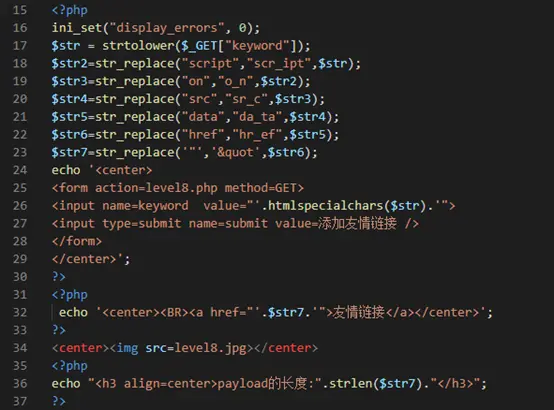 15 <?php
16 ini_set("display_errors", 0);
17 $str = strtolower($_GET["keyword"]);
18 $str2=str_replace("script","scr_ipt",$str);
19 $str3=str_replace("on","o_n",$str2);
20 $str4=str_replace("src","sr_c",$str3);
21 $str5=str_replace("data","da_ta",$str4);
22 $str6=str_replace("href","hr_ef",$str5);
23 $str7=str_replace('"','&quot',$str6);
24 echo '<center>
25 <form action=level8.php method=GET>
26 <input name=keyword  value="'.htmlspecialchars($str).'">
27 <input type=submit name=submit value=添加友情链接 />
28 </form>
29 </center>';
30 ?>
31 <?php
32  echo '<center><BR><a href="'.$str7.'">友情链接</a></center>';
33 ?>
34 <center><img src=level8.jpg></center>
35 <?php
36 echo "<h3 align=center>payload的长度:".strlen($str7)."</h3>";
37 ?>